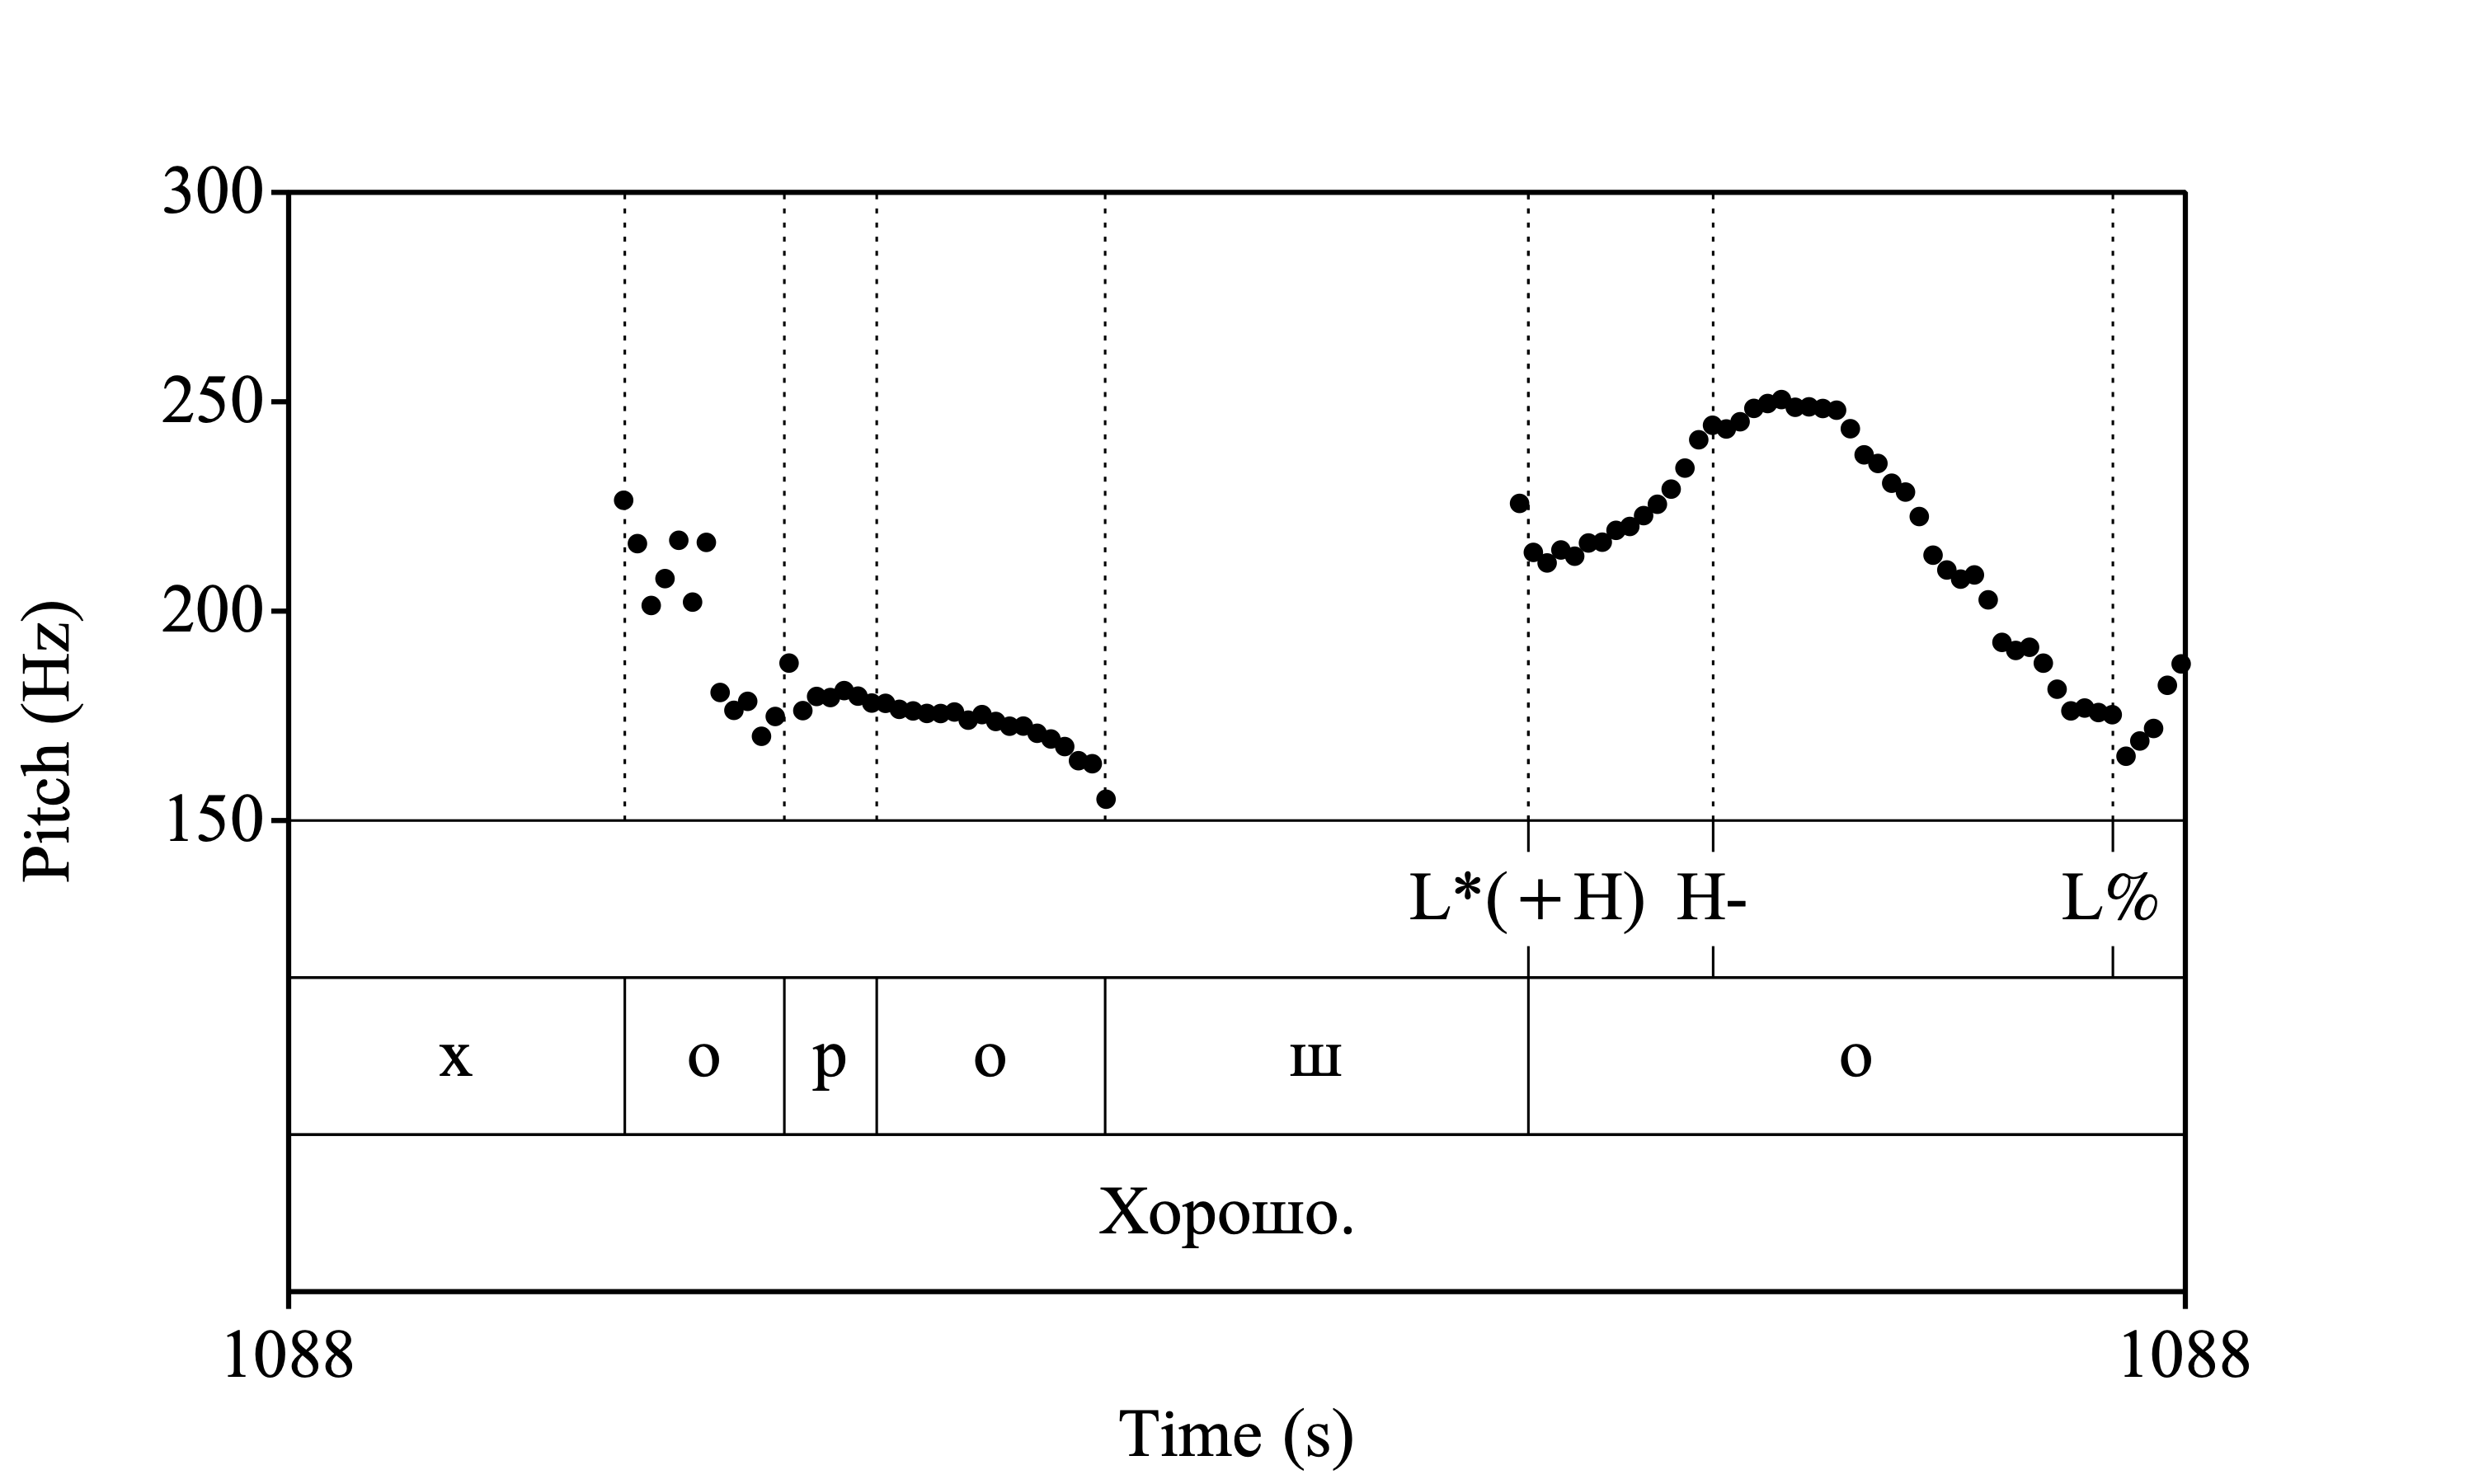 300
250
200
150
Pitch (Hz)
L*(+H) H- L%
х о р о ш о
Хорошо.
1088 1088
Time (s)